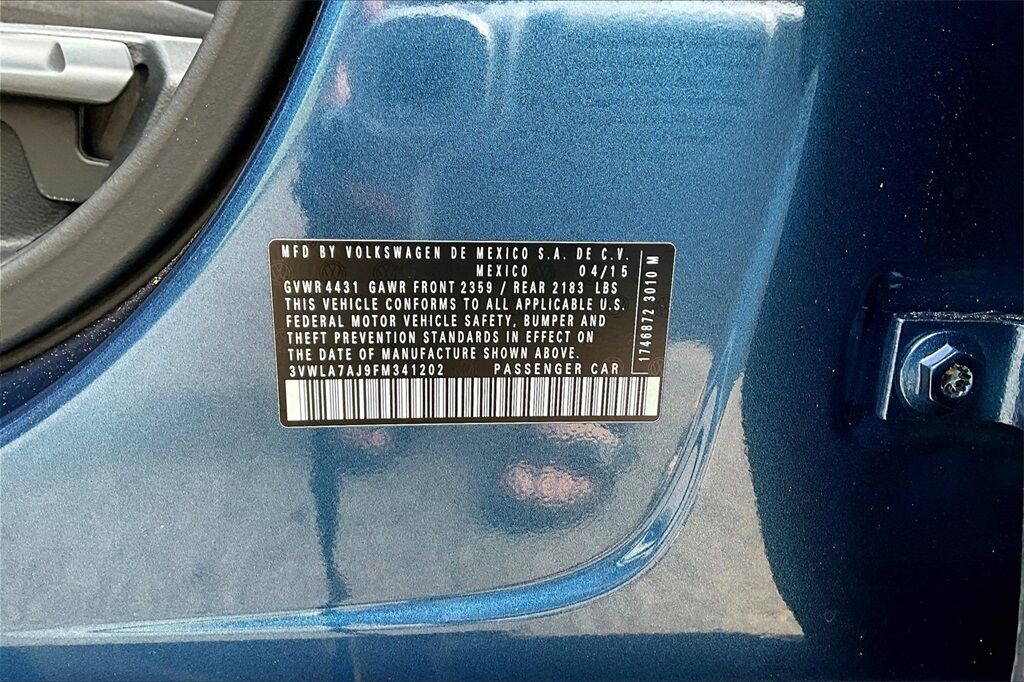 MFD BY VOLKSWAGEN DE MEXICO S.A. DE C.V.
MEXICO 04/15
GVWR 4431 GAWR FRONT 2359 / REAR 2183 LBS
THIS VEHICLE CONFORMS TO ALL APPLICABLE U.S.
FEDERAL MOTOR VEHICLE SAFETY, BUMPER AND
THEFT PREVENTION STANDARDS IN EFFECT ON
THE DATE OF MANUFACTURE SHOWN ABOVE.
3VWLA7AJ9FM341202 PASSENGER CAR
1746872 3010 M